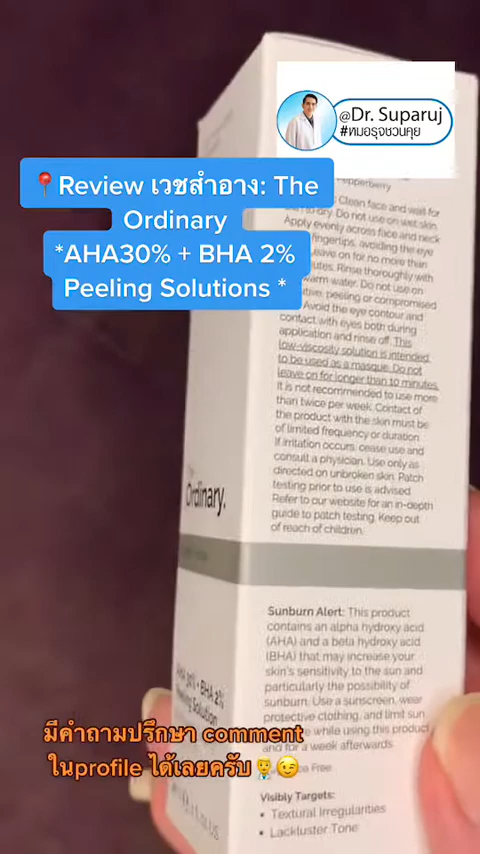 @Dr. Suparuj
#หมอรุจชวนคุย
📍Review เวชสำอาง: The
Ordinary
*AHA30% + BHA 2%
Peeling Solutions *
Pepperberry
Clean face and wait for
to dry. Do not use on wet skin.
Apply evenly across face and neck
fingertips, avoiding the eye
Leave on for no more than
Rinse thoroughly with
warm water. Do not use on
peeling or compromised
Avoid the eye contour and
contact with eyes both during
application and rinse off. This
low-viscosity solution is intended
to be used as a masque. Do not
leave on for longer than 10 minutes.
It is not recommended to use more
than twice per week. Contact of
the product with the skin must be
of limited frequency or duration.
If irritation occurs, cease use and
consult a physician. Use only as
directed on unbroken skin. Patch
testing prior to use is advised.
Refer to our website for an in-depth
guide to patch testing. Keep out
of reach of children.
Ordinary.
Sunburn Alert: This product
contains an alpha hydroxy acid
(AHA) and a beta hydroxy acid
(BHA) that may increase your
skin's sensitivity to the sun and
particularly the possibility of
sunburn. Use a sunscreen, wear
protective clothing, and limit sun
while using this product
and for a week afterwards.
Free
AHA 30% + BHA 2%
Peeling Solution
มีคำถามปรึกษา comment
ในprofile ได้เลยครับ👨‍⚕️😉
Visibly Targets:
• Textural Irregularities
• Lackluster Tone